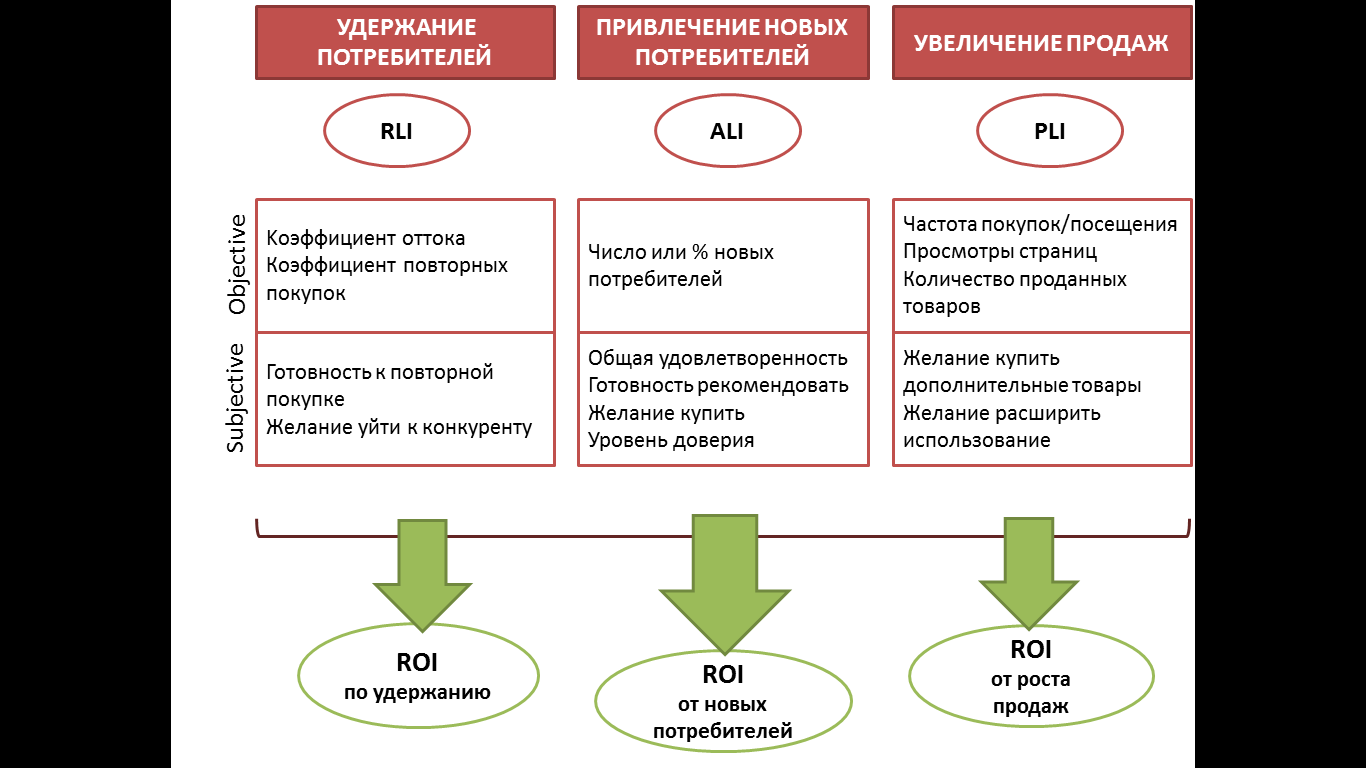 УДЕРЖАНИЕ
ПОТРЕБИТЕЛЕЙ
ПРИВЛЕЧЕНИЕ НОВЫХ
ПОТРЕБИТЕЛЕЙ
УВЕЛИЧЕНИЕ ПРОДАЖ
RLI
ALI
PLI
Objective
Коэффициент оттока
Коэффициент повторных
покупок
Число или % новых
потребителей
Частота покупок/посещения
Просмотры страниц
Количество проданных
товаров
Subjective
Готовность к повторной
покупке
Желание уйти к конкуренту
Общая удовлетворенность
Готовность рекомендовать
Желание купить
Уровень доверия
Желание купить
дополнительные товары
Желание расширить
использование
ROI
по удержанию
ROI
от новых
потребителей
ROI
от роста
продаж